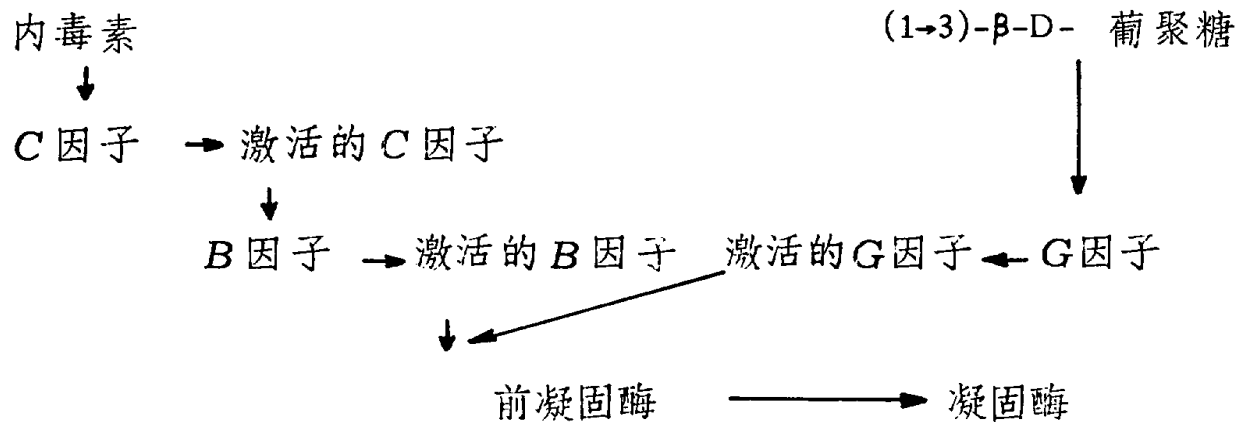 内毒素 (1→3)-β-D- 葡聚糖
C因子 → 激活的C因子
B因子 → 激活的B因子 激活的G因子 ← G因子
前凝固酶 → 凝固酶